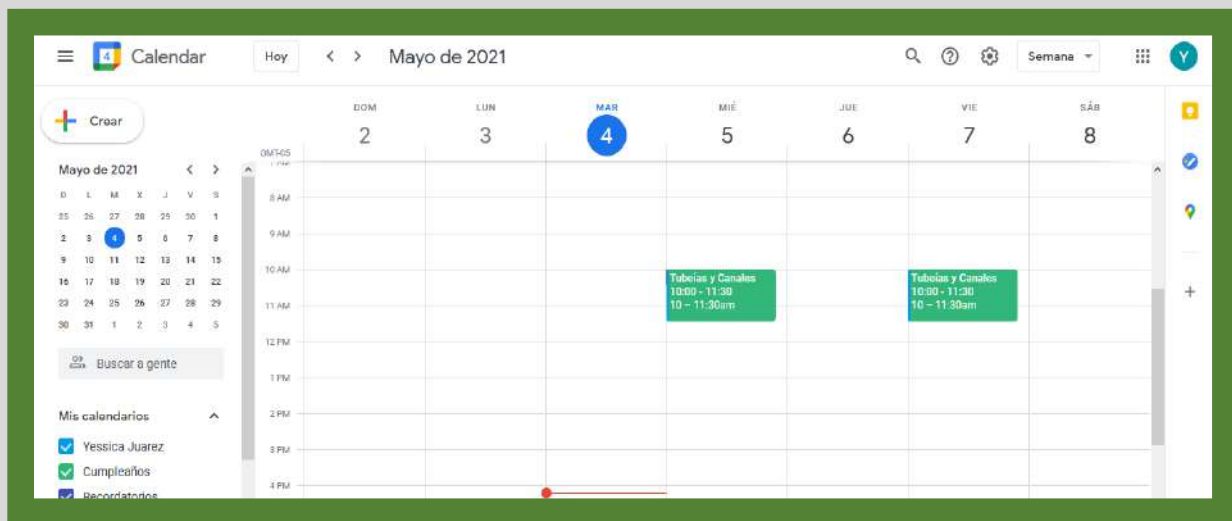 4 Calendar Hoy < > Mayo de 2021 Semana Y
Crear
DOM LUN MAR MIÉ JUE VIE SÁB
2 3 4 5 6 7 8
GMT-05
Mayo de 2021 < >
D L M X J V S
25 26 27 28 29 30 1
2 3 4 5 6 7 8
9 10 11 12 13 14 15
16 17 18 19 20 21 22
23 24 25 26 27 28 29
30 31 1 2 3 4 5
Buscar a gente
Mis calendarios
Yessica Juarez
Cumpleaños
Recordatorios
8 AM
9 AM
10 AM
11 AM
12 PM
1 PM
2 PM
3 PM
4 PM
Tubeías y Canales
10:00 - 11:30
10 – 11:30am
Tubeías y Canales
10:00 - 11:30
10 – 11:30am